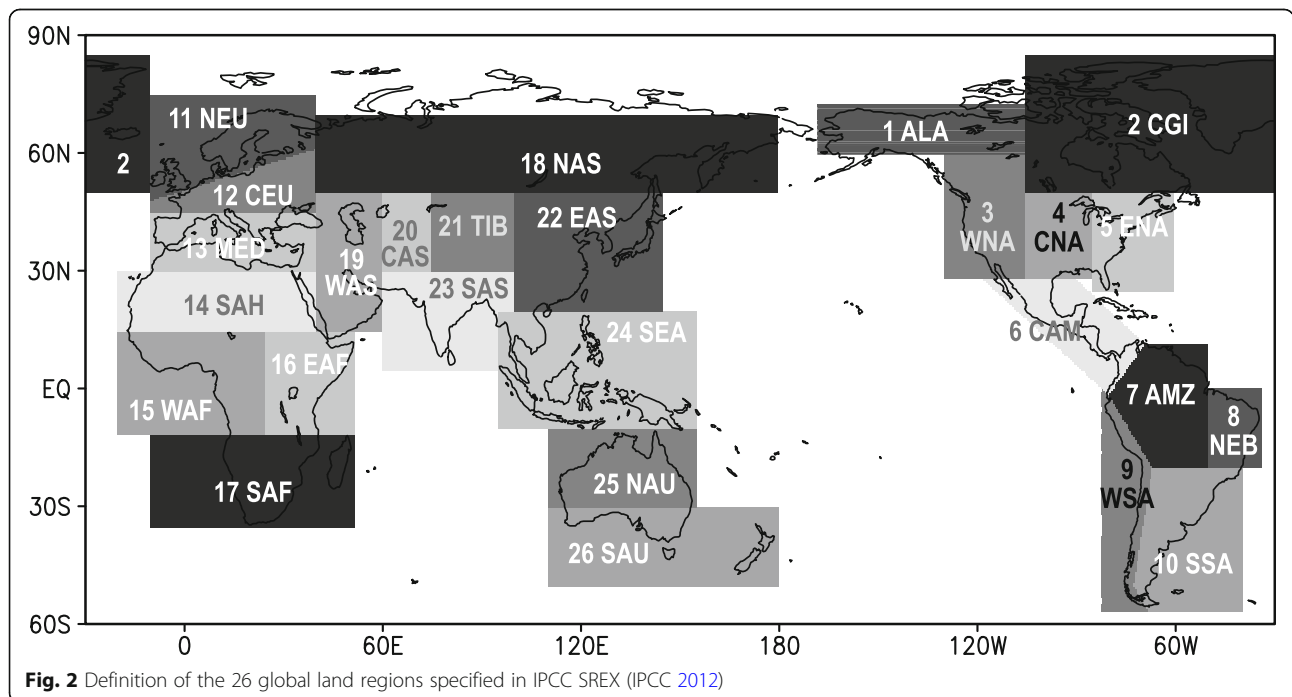 90N
60N
30N
EQ
30S
60S
0
60E
120E
180
120W
60W
11 NEU
2
12 CEU
13 MED
14 SAH
15 WAF
16 EAF
17 SAF
18 NAS
19
WAS
20
CAS
21 TIB
22 EAS
23 SAS
24 SEA
25 NAU
26 SAU
1 ALA
2 CGI
3
WNA
4
CNA
5 ENA
6 CAM
7 AMZ
8
NEB
9
WSA
10 SSA
Fig. 2 Definition of the 26 global land regions specified in IPCC SREX (IPCC 2012)